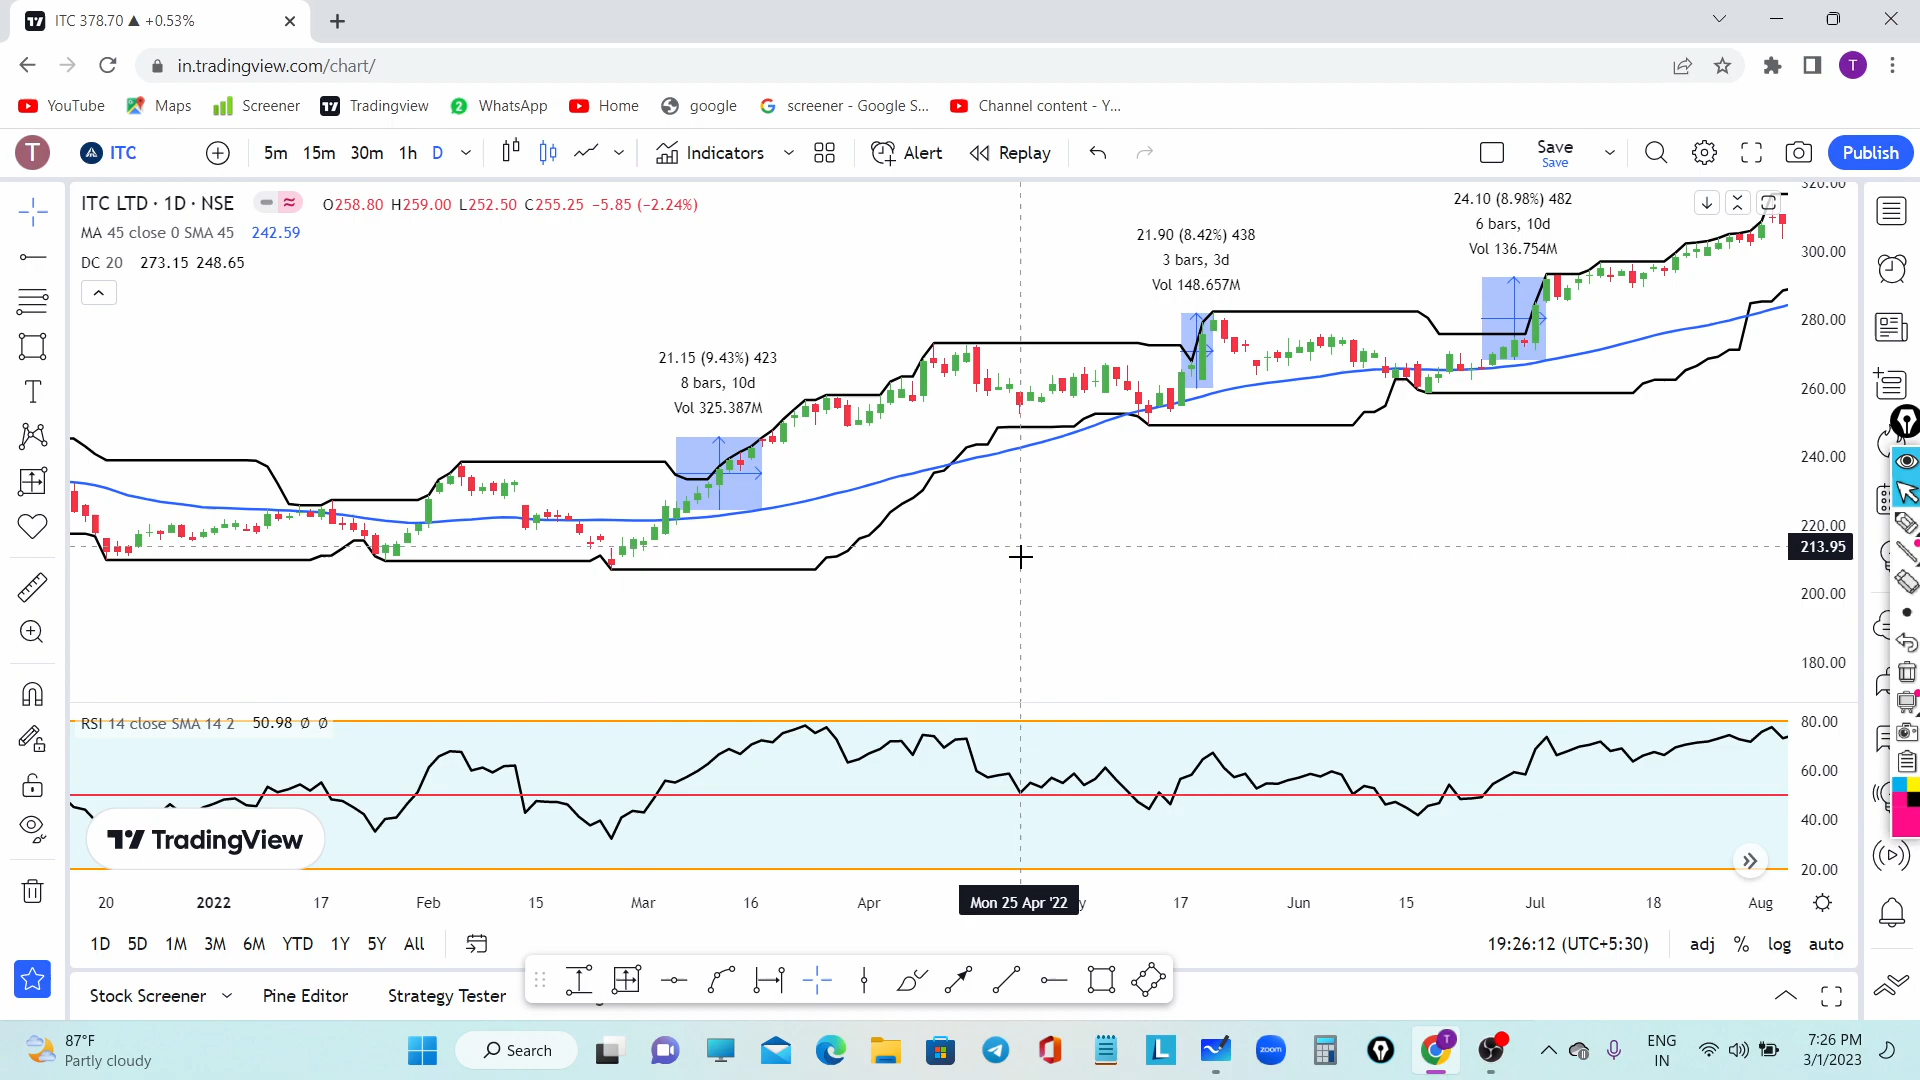 ITC 378.70 ▲ +0.53%
in.tradingview.com/chart/
YouTube Maps Screener Tradingview WhatsApp Home google screener - Google S... Channel content - Y...
T ITC 5m 15m 30m 1h D Indicators Alert Replay Save Save Publish
ITC LTD · 1D · NSE O258.80 H259.00 L252.50 C255.25 −5.85 (−2.24%)
MA 45 close 0 SMA 45 242.59
DC 20 273.15 248.65
24.10 (8.98%) 482
6 bars, 10d
Vol 136.754M
21.90 (8.42%) 438
3 bars, 3d
Vol 148.657M
21.15 (9.43%) 423
8 bars, 10d
Vol 325.387M
320.00
300.00
280.00
260.00
240.00
220.00
213.95
200.00
180.00
RSI 14 close SMA 14 2 50.98 ∅ ∅
80.00
60.00
40.00
20.00
TradingView
20 2022 17 Feb 15 Mar 16 Apr Mon 25 Apr '22 y 17 Jun 15 Jul 18 Aug
1D 5D 1M 3M 6M YTD 1Y 5Y All 19:26:12 (UTC+5:30) adj % log auto
Stock Screener Pine Editor Strategy Tester
87°F
Partly cloudy
Search
zoom
ENG
IN
7:26 PM
3/1/2023